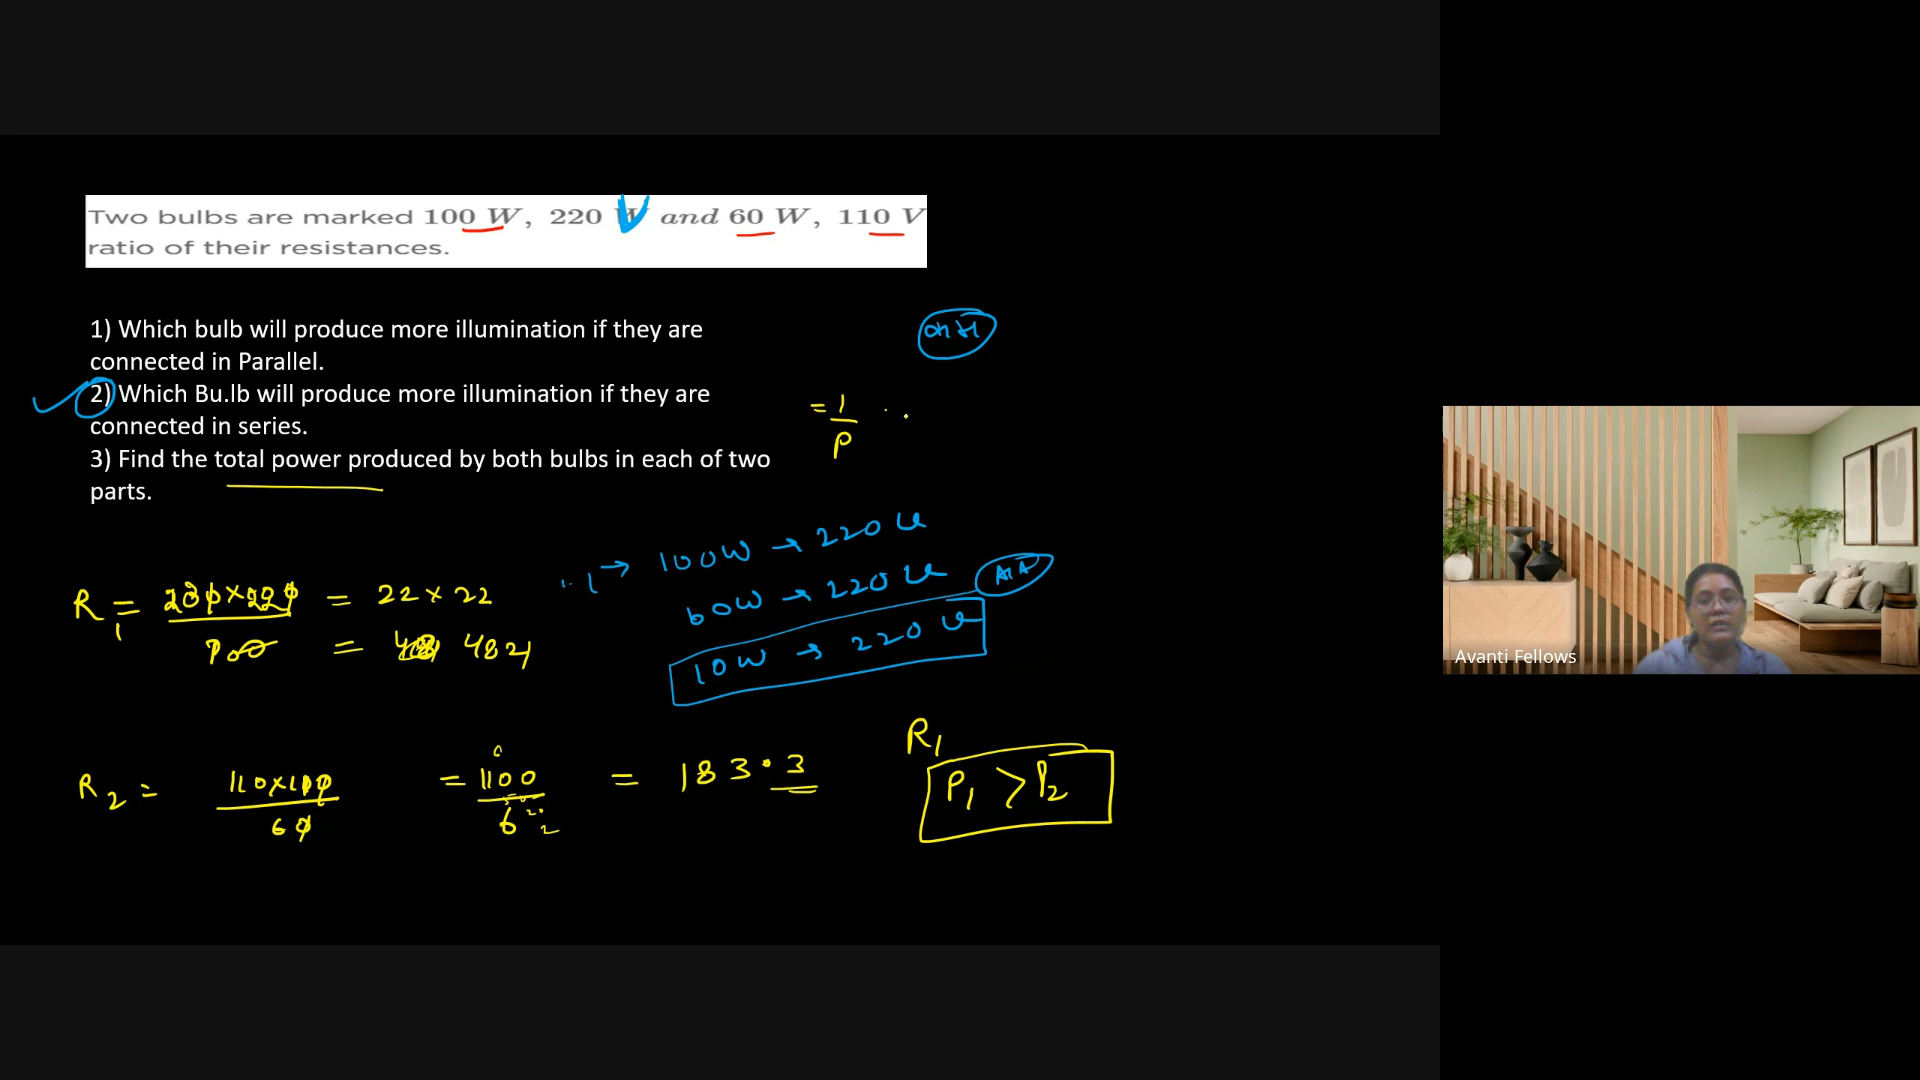 Two bulbs are marked 100 W, 220 V and 60 W, 110 V
ratio of their resistances.
1) Which bulb will produce more illumination if they are
connected in Parallel.
2) Which Bu.lb will produce more illumination if they are
connected in series.
3) Find the total power produced by both bulbs in each of two
parts.
= 1/P
100W → 220 V
60W → 220 V
10W → 220 V
R1 = 220×220/100 = 22 × 22
= 484
R2 = 110×110/60 = 1100/6 = 183.3
R1
P1 > P2
Avanti Fellows